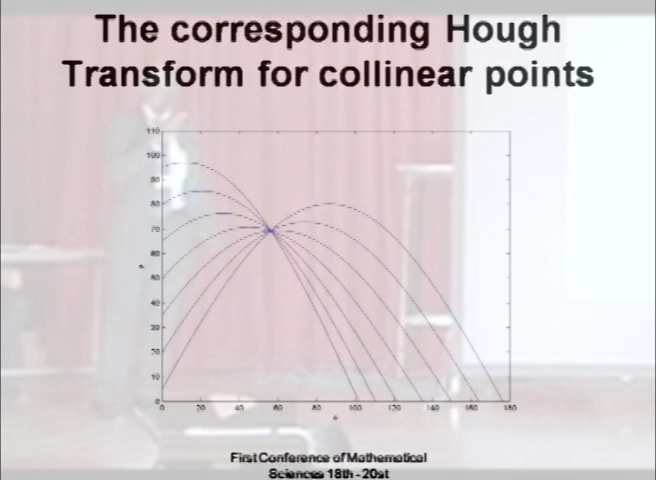 The corresponding Hough
Transform for collinear points
110
100
90
80
70
60
50
40
30
20
10
0
0 20 40 60 80 100 120 140 160 180
First Conference of Mathematical
Sciences 18th - 20st